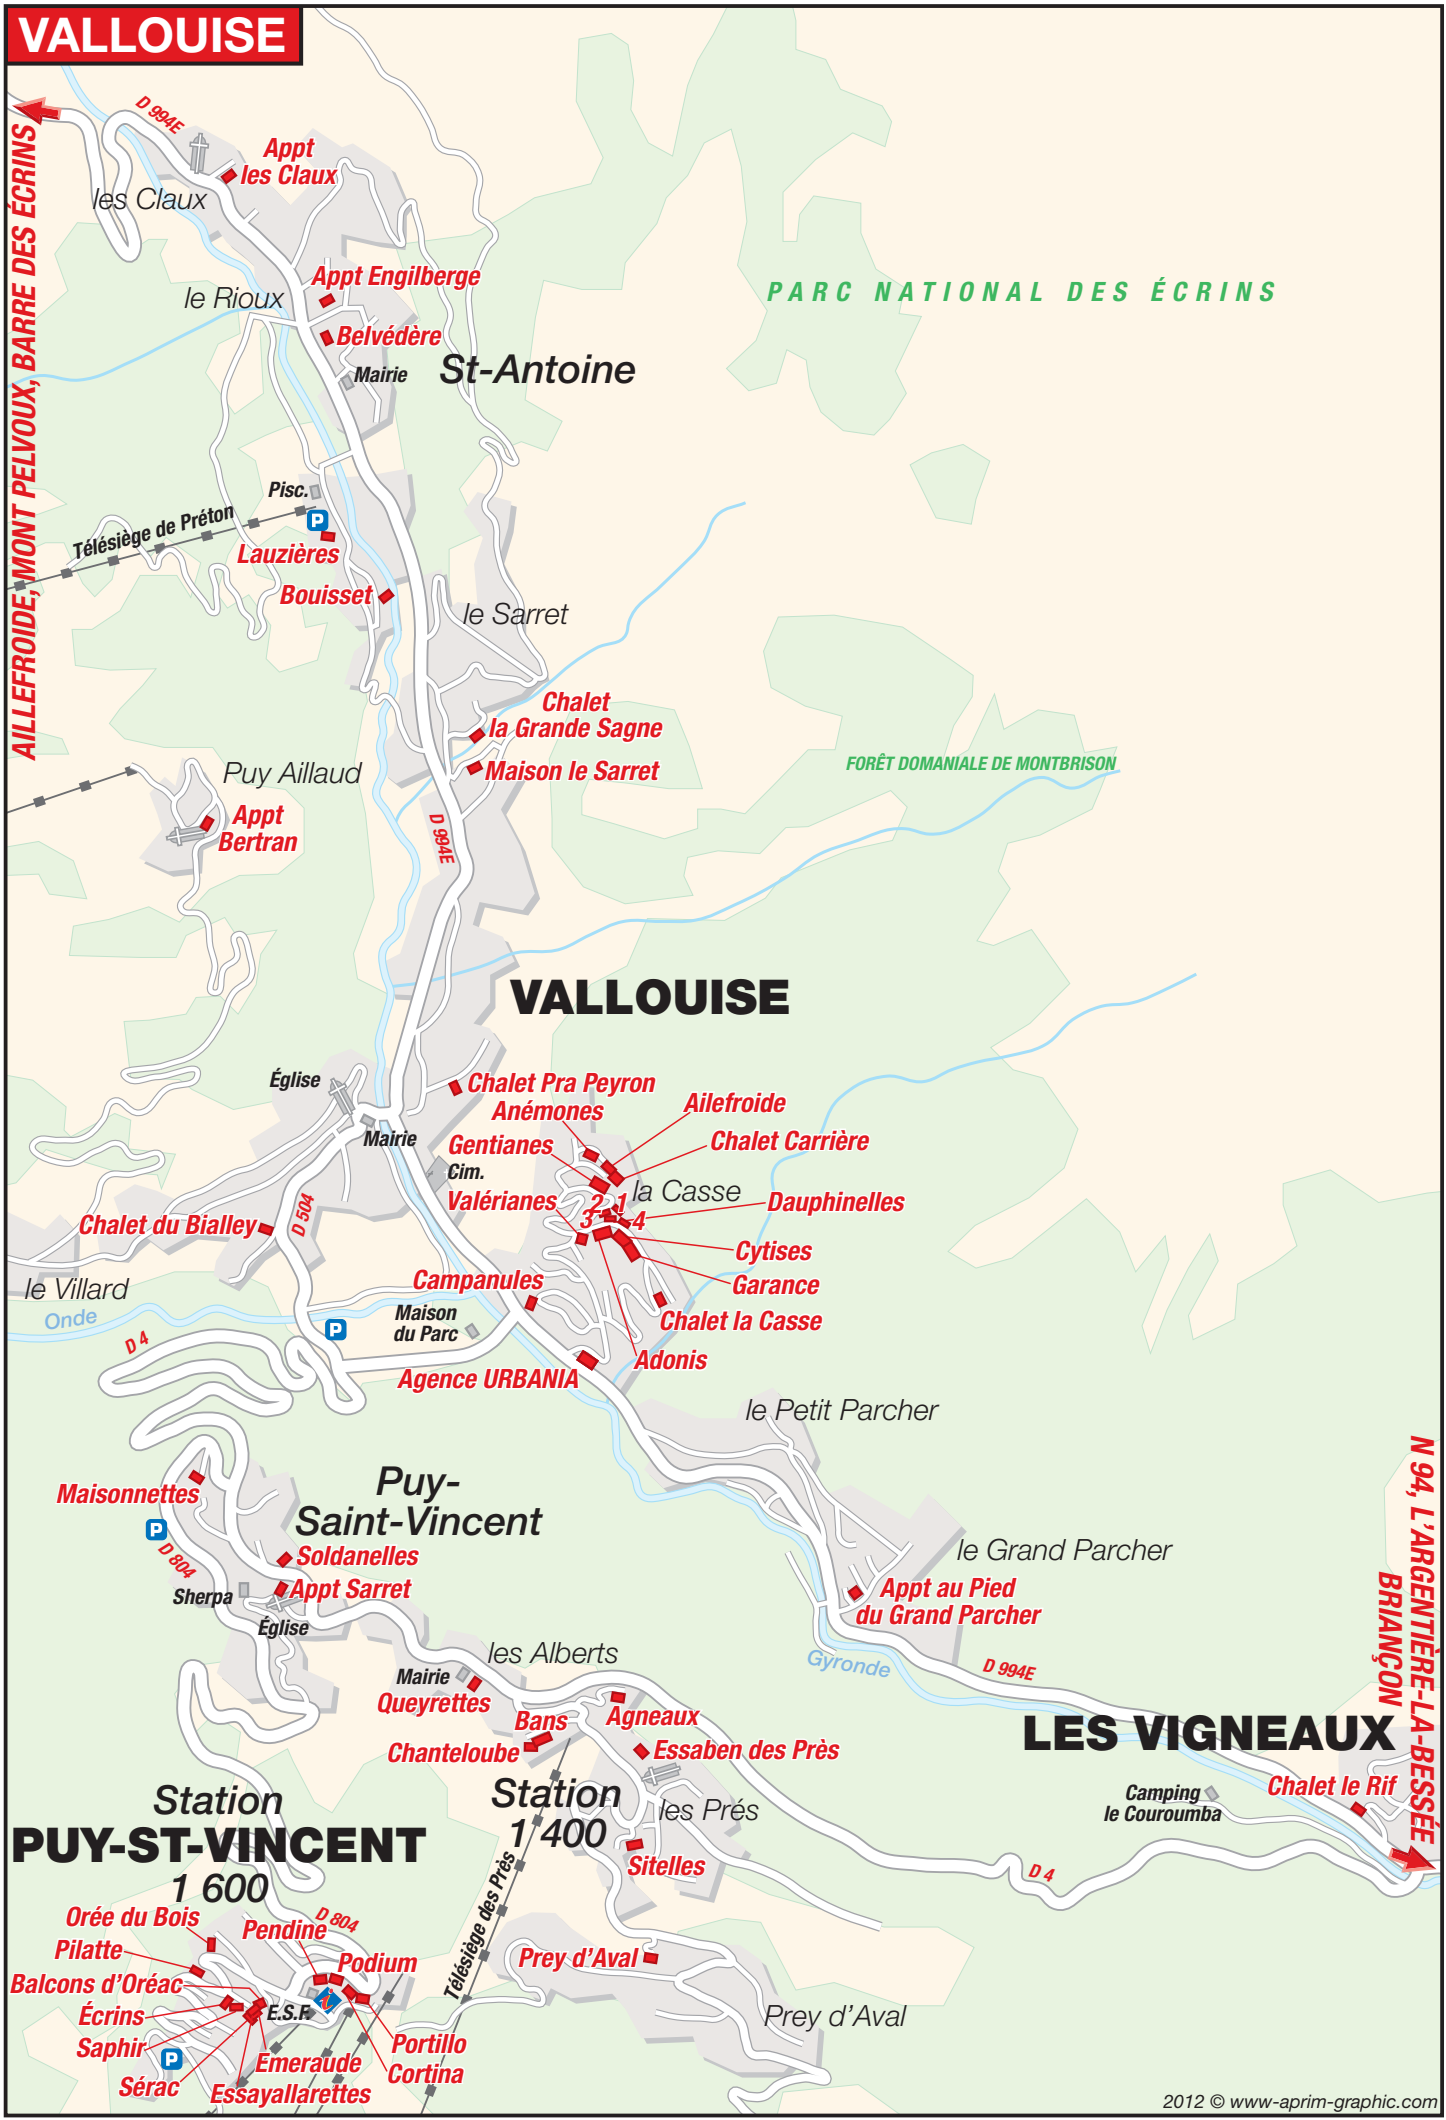 VALLOUISE
D 994E
Appt
les Claux
les Claux
AILLEFROIDE, MONT PELVOUX, BARRE DES ÉCRINS
Appt Engilberge
le Rioux
PARC NATIONAL DES ÉCRINS
Belvédère
St-Antoine
Mairie
Pisc.
P
Télésiège de Préton
Lauzières
Bouisset
le Sarret
Chalet
la Grande Sagne
Maison le Sarret
FORÊT DOMANIALE DE MONTBRISON
Puy Aillaud
Appt
Bertran
D 994E
VALLOUISE
Église
Chalet Pra Peyron
Anémones
Ailefroide
Mairie
Gentianes
Chalet Carrière
Cim.
la Casse
Valérianes
2 1
3 4
Dauphinelles
Chalet du Bialley
D 504
Cytises
Campanules
Garance
le Villard
Onde
Maison
du Parc
Chalet la Casse
P
D 4
Adonis
Agence URBANIA
le Petit Parcher
N 94, L'ARGENTIÈRE-LA-BESSÉE
BRIANÇON
Maisonnettes
Puy-
Saint-Vincent
P
D 804
Soldanelles
le Grand Parcher
Sherpa
Appt Sarret
Appt au Pied
du Grand Parcher
Église
les Alberts
Gyronde
D 994E
Mairie
Queyrettes
Bans
Agneaux
LES VIGNEAUX
Chanteloube
Essaben des Près
Station
PUY-ST-VINCENT
1 600
Station
1 400
les Prés
Camping
le Couroumba
Chalet le Rif
Sitelles
D 4
Télésiège des Près
Orée du Bois
D 804
Pendine
Pilatte
Podium
Prey d'Aval
Balcons d'Oréac
Écrins
E.S.F.
i
Prey d'Aval
Saphir
Portillo
P
Emeraude
Cortina
Sérac
Essayallarettes
2012 © www-aprim-graphic.com